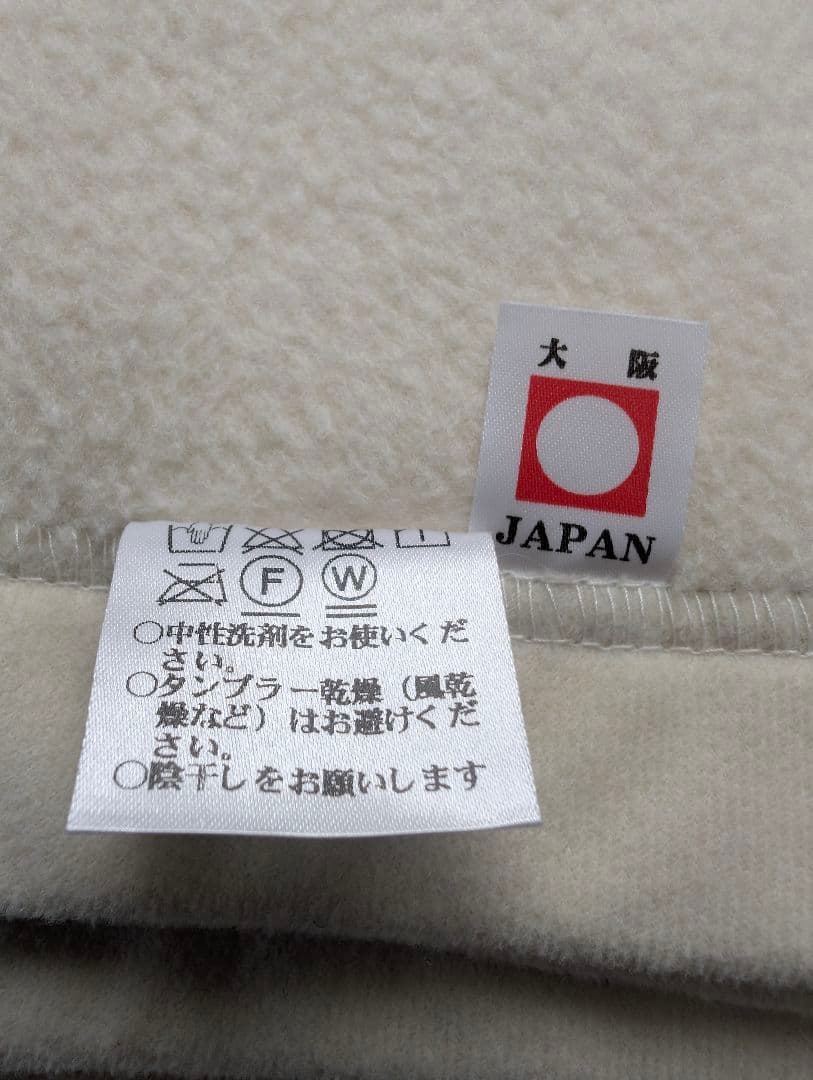 大 阪
JAPAN
F W
○中性洗剤をお使いくだ
さい。
○タンブラー乾燥（風乾
燥など）はお避けくだ
さい。
○陰干しをお願いします